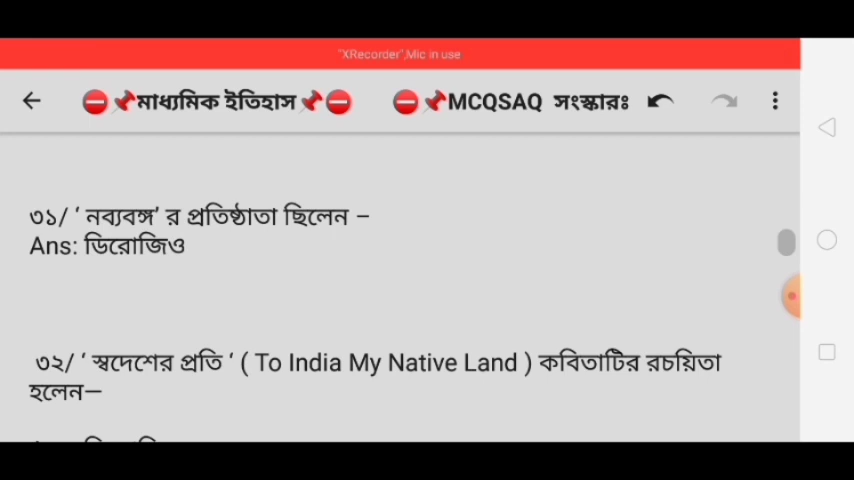 "XRecorder",Mic in use
মাধ্যমিক ইতিহাস MCQSAQ সংস্কারঃ
৩১/ ‘ নব্যবঙ্গ’ র প্রতিষ্ঠাতা ছিলেন –
Ans: ডিরোজিও
৩২/ ‘ স্বদেশের প্রতি ‘ ( To India My Native Land ) কবিতাটির রচয়িতা
হলেন—